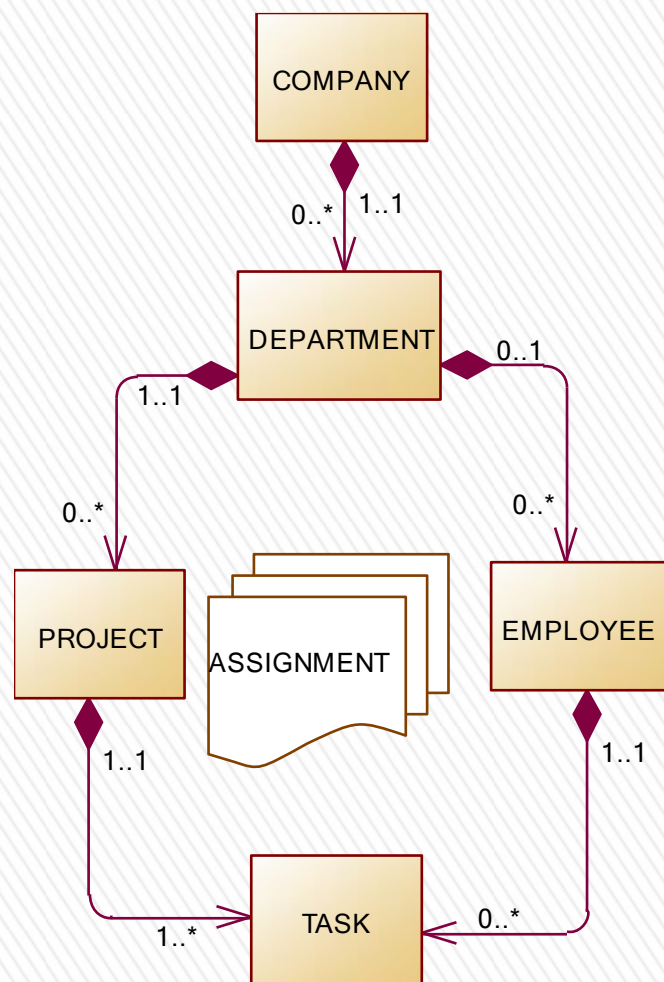 COMPANY
1..1
0..*
DEPARTMENT
0..1
1..1
0..*
0..*
PROJECT
ASSIGNMENT
EMPLOYEE
1..1
1..1
1..*
TASK
0..*